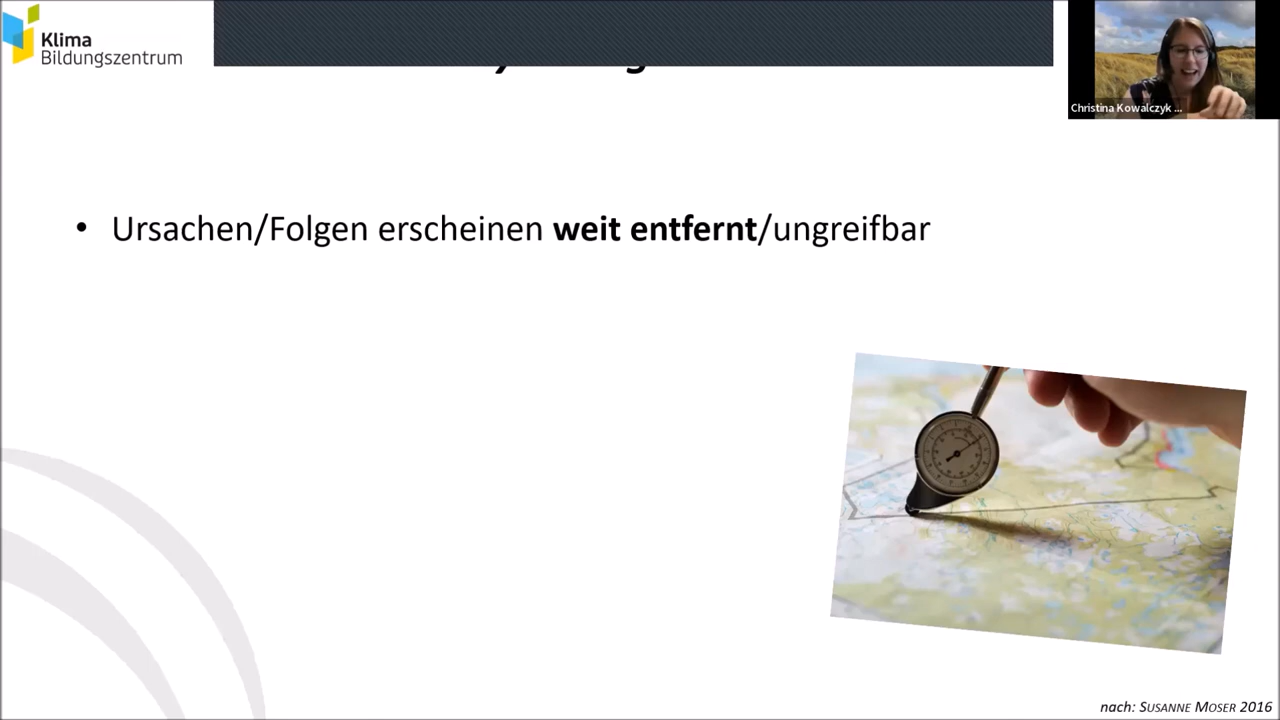 Klima
Bildungszentrum
Christina Kowalczyk ...
• Ursachen/Folgen erscheinen weit entfernt/ungreifbar
nach: SUSANNE MOSER 2016